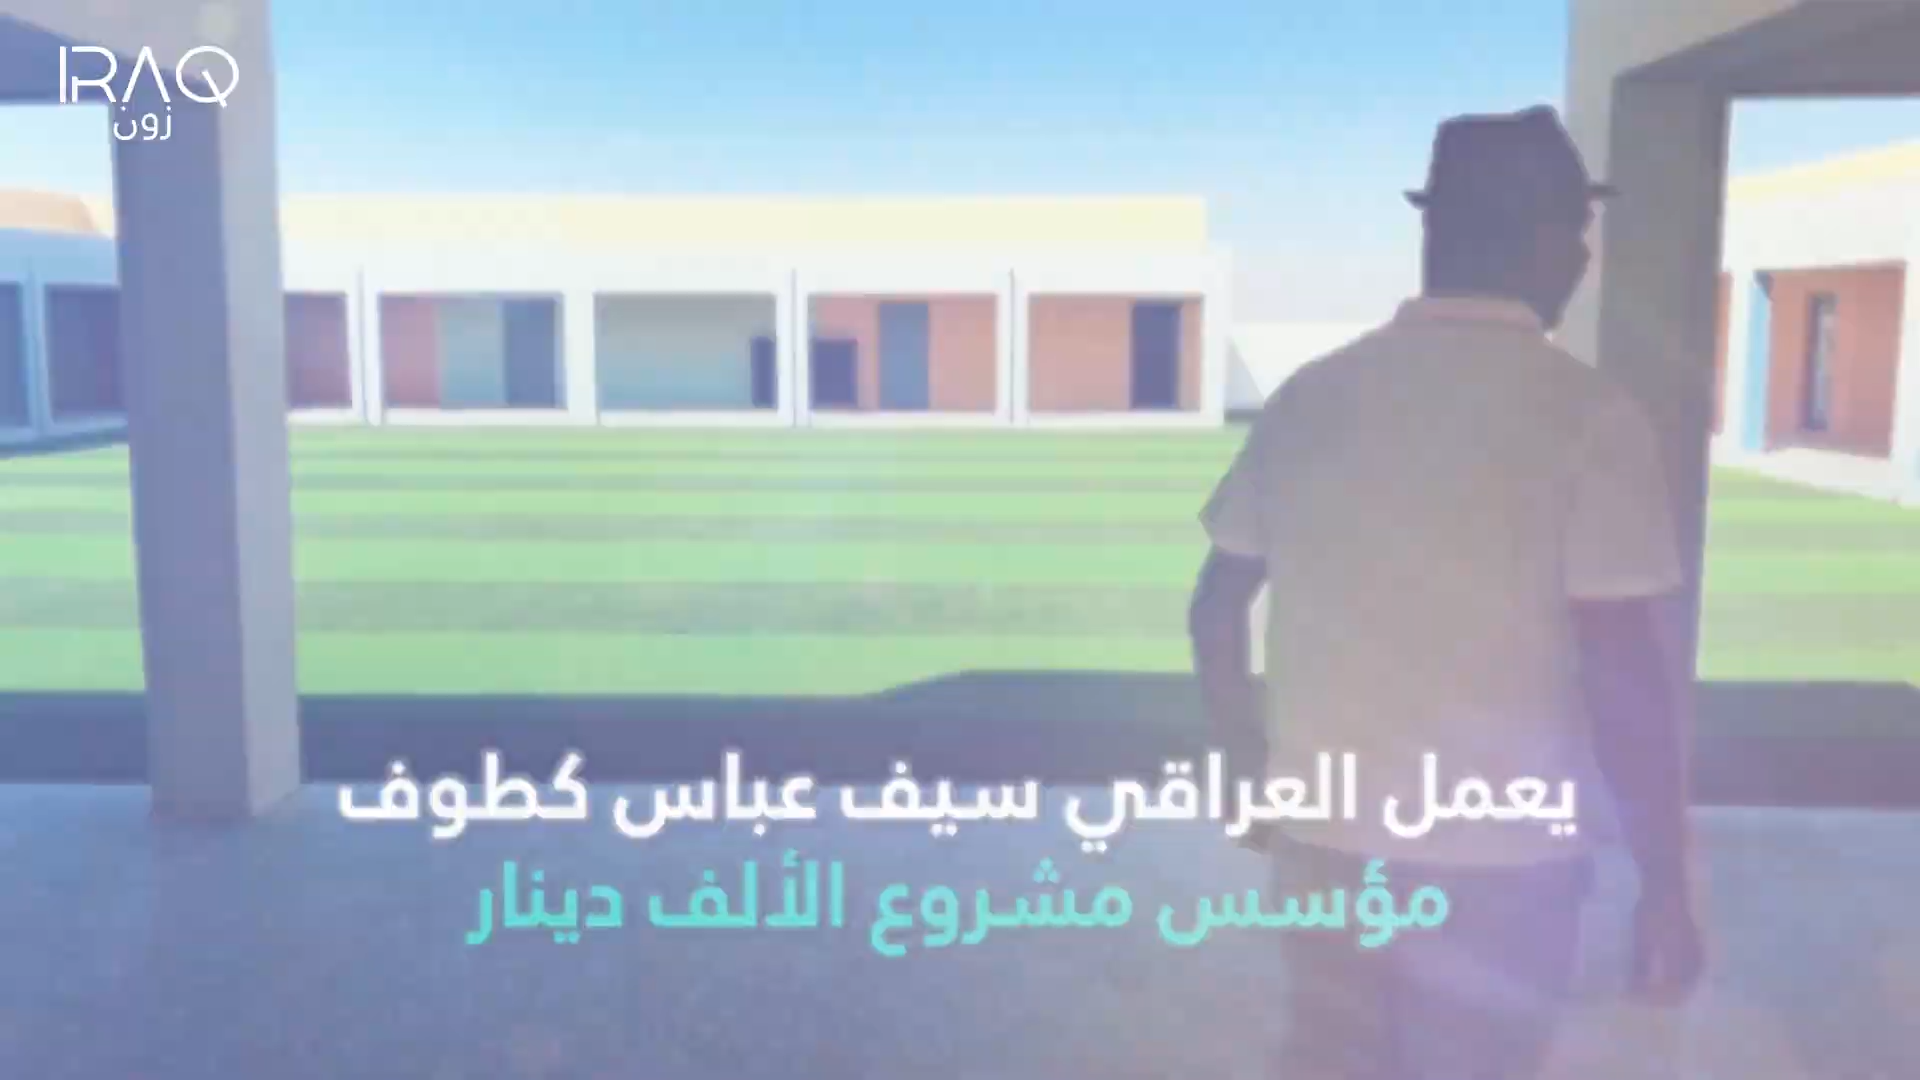 IRAQ
زون
يعمل العراقي سيف عباس كطوف
مؤسس مشروع الألف دينار